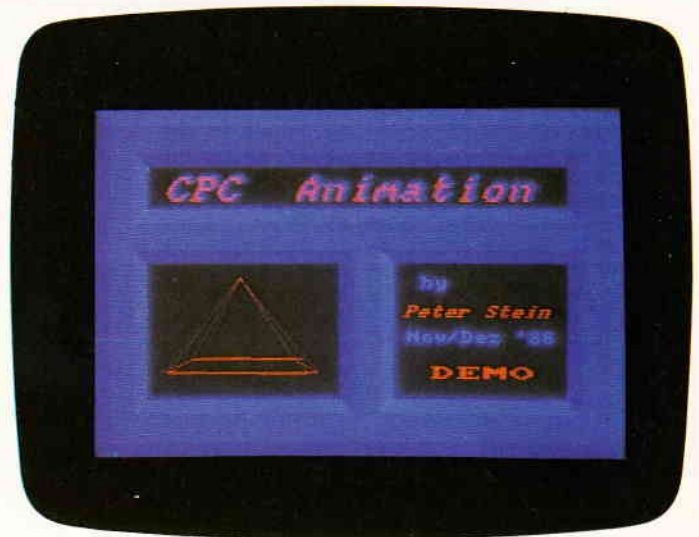 CPC Animation
by
Peter Stein
Nov/Dez '88
DEMO